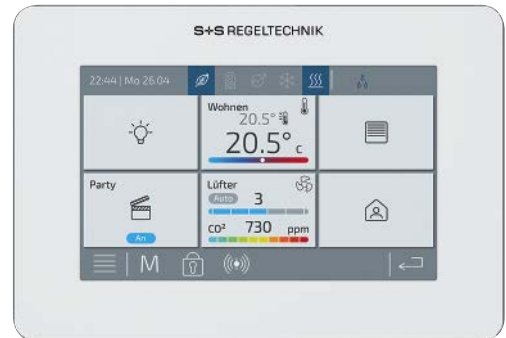 S+S REGELTECHNIK
22:44 | Mo 26.04
Wohnen
20.5°
20.5° c
Party
An
Lüfter
Auto 3
CO² 730 ppm
M